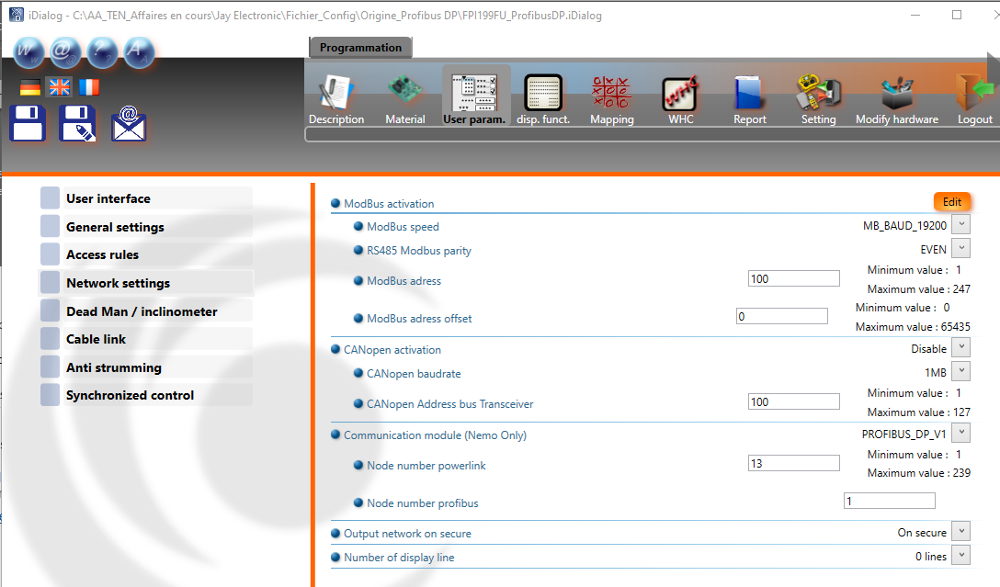 iDialog - C:\AA_TEN_Affaires en cours\Jay Electronic\Fichier_Config\Origine_Profibus DP\FPI199FU_ProfibusDP.iDialog
Programmation
Description Material User param. disp. funct. Mapping WHC Report Setting Modify hardware Logout
User interface
General settings
Access rules
Network settings
Dead Man / inclinometer
Cable link
Anti strumming
Synchronized control
ModBus activation Edit
ModBus speed MB_BAUD_19200
RS485 Modbus parity EVEN
ModBus adress 100 Minimum value : 1
Maximum value : 247
ModBus adress offset 0 Minimum value : 0
Maximum value : 65435
CANopen activation Disable
CANopen baudrate 1MB
CANopen Address bus Transceiver 100 Minimum value : 1
Maximum value : 127
Communication module (Nemo Only) PROFIBUS_DP_V1
Node number powerlink 13 Minimum value : 1
Maximum value : 239
Node number profibus 1
Output network on secure On secure
Number of display line 0 lines